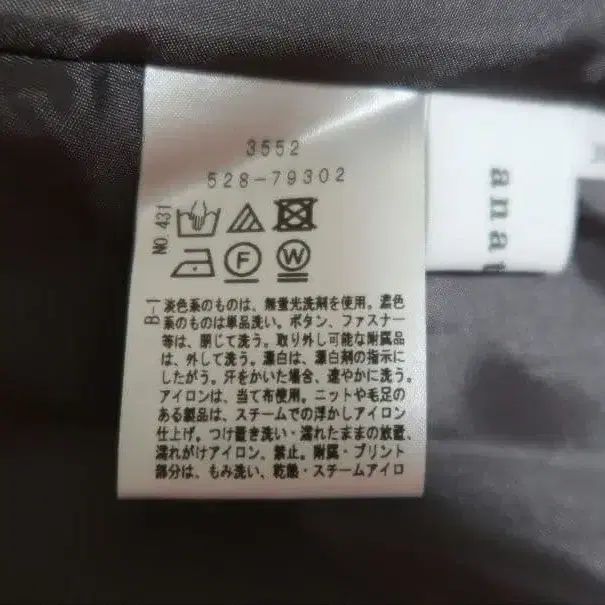 3552
528-79302
NO.431
F
W
B-1
淡色系のものは、無蛍光洗剤を使用。濃色
系のものは単品洗い。ボタン、ファスナー
等は、閉じて洗う。取り外し可能な附属品
は、外して洗う。漂白は、漂白剤の指示に
したがう。汗をかいた場合、速やかに洗う。
アイロンは、当て布使用。ニットや毛足の
ある製品は、スチームでの浮かしアイロン
仕上げ。つけ置き洗い・濡れたままの放置、
濡れがけアイロン、禁止。附属・プリント
部分は、もみ洗い、乾燥・スチームアイロ
anat